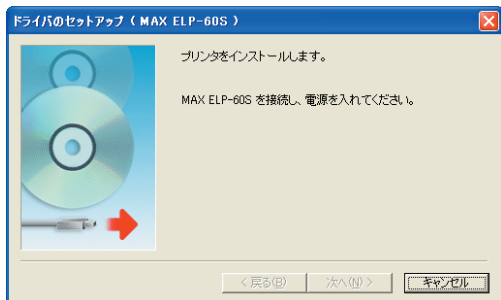 ドライバのセットアップ ( MAX ELP-60S )
プリンタをインストールします。
MAX ELP-60S を接続し、電源を入れてください。
< 戻る(B)
次へ(N) >
キャンセル